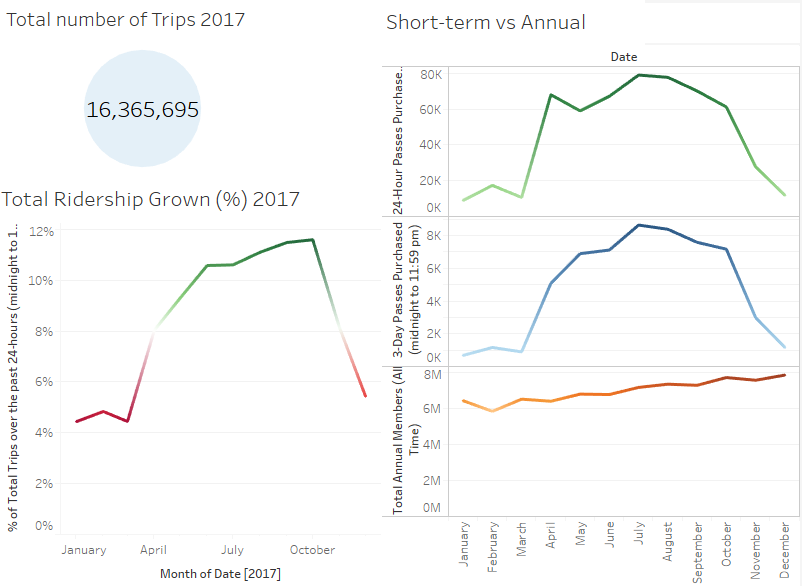 Total number of Trips 2017
16,365,695
Total Ridership Grown (%) 2017
% of Total Trips over the past 24-hours (midnight to 1..
12%
10%
8%
6%
4%
2%
0%
January
April
July
October
Month of Date [2017]
Short-term vs Annual
Date
24-Hour Passes Purchase..
80K
60K
40K
20K
0K
3-Day Passes Purchased
(midnight to 11:59 pm)
8K
6K
4K
2K
0K
Total Annual Members (All
Time)
8M
6M
4M
2M
0M
January
February
March
April
May
June
July
August
September
October
November
December